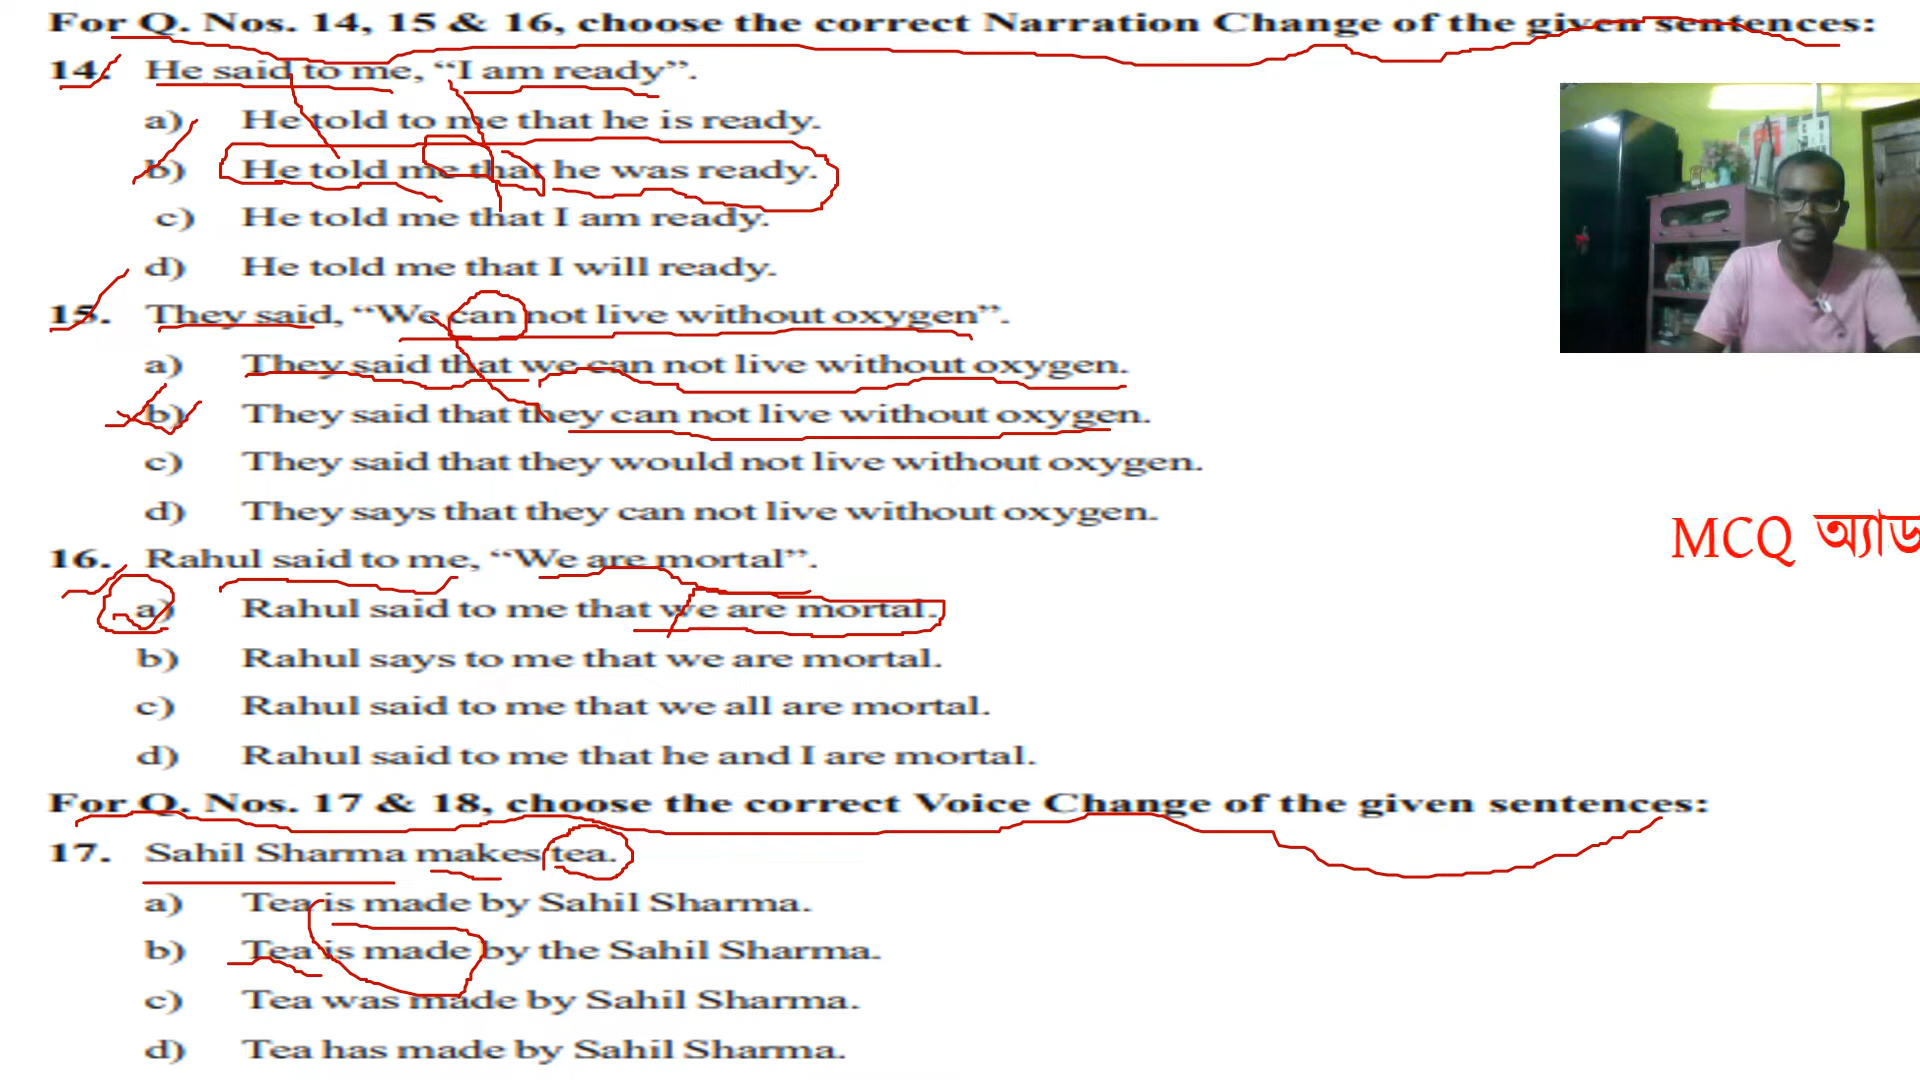 For Q. Nos. 14, 15 & 16, choose the correct Narration Change of the given sentences:
14. He said to me, “I am ready”.
a) He told to me that he is ready.
b) He told me that he was ready.
c) He told me that I am ready.
d) He told me that I will ready.
15. They said, “We can not live without oxygen”.
a) They said that we can not live without oxygen.
b) They said that they can not live without oxygen.
c) They said that they would not live without oxygen.
d) They says that they can not live without oxygen.
MCQ অ্যাড
16. Rahul said to me, “We are mortal”.
a) Rahul said to me that we are mortal.
b) Rahul says to me that we are mortal.
c) Rahul said to me that we all are mortal.
d) Rahul said to me that he and I are mortal.
For Q. Nos. 17 & 18, choose the correct Voice Change of the given sentences:
17. Sahil Sharma makes tea.
a) Tea is made by Sahil Sharma.
b) Tea is made by the Sahil Sharma.
c) Tea was made by Sahil Sharma.
d) Tea has made by Sahil Sharma.